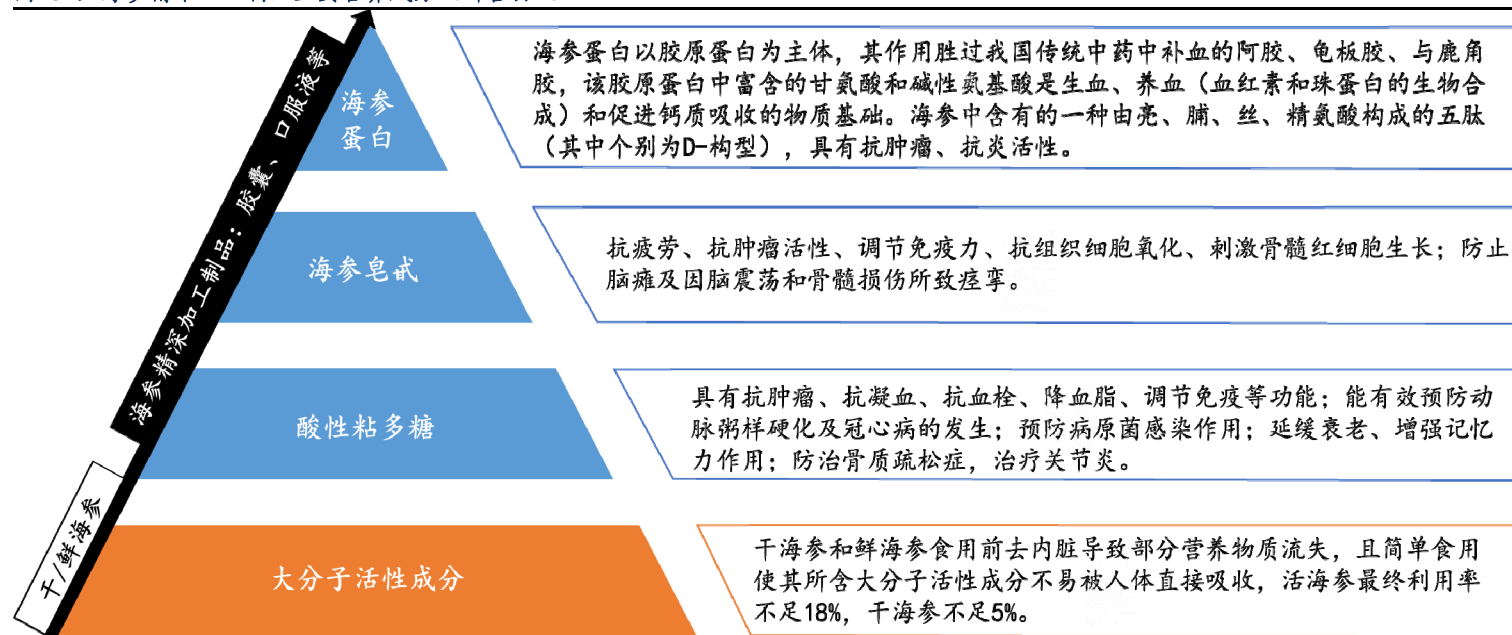 海参精深加工制品：胶囊、口服液等
干/鲜海参
海参
蛋白
海参蛋白以胶原蛋白为主体，其作用胜过我国传统中药中补血的阿胶、龟板胶、与鹿角
胶，该胶原蛋白中富含的甘氨酸和碱性氨基酸是生血、养血（血红素和珠蛋白的生物合
成）和促进钙质吸收的物质基础。海参中含有的一种由亮、脯、丝、精氨酸构成的五肽
（其中个别为D-构型），具有抗肿瘤、抗炎活性。
海参皂甙
抗疲劳、抗肿瘤活性、调节免疫力、抗组织细胞氧化、刺激骨髓红细胞生长；防止
脑瘫及因脑震荡和骨髓损伤所致痉挛。
酸性粘多糖
具有抗肿瘤、抗凝血、抗血栓、降血脂、调节免疫等功能；能有效预防动
脉粥样硬化及冠心病的发生；预防病原菌感染作用；延缓衰老、增强记忆
力作用；防治骨质疏松症，治疗关节炎。
大分子活性成分
干海参和鲜海参食用前去内脏导致部分营养物质流失，且简单食用
使其所含大分子活性成分不易被人体直接吸收，活海参最终利用率
不足18%，干海参不足5%。